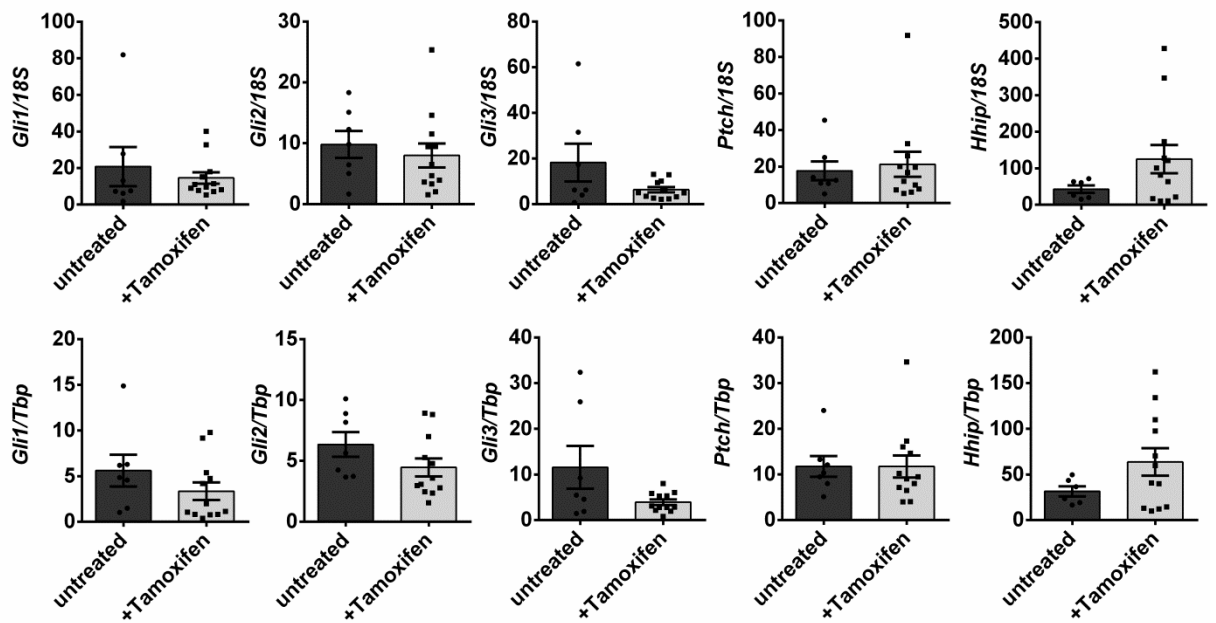 Gli1/18S
100
80
60
40
20
0
untreated
+Tamoxifen
Gli2/18S
30
20
10
0
untreated
+Tamoxifen
Gli3/18S
80
60
40
20
0
untreated
+Tamoxifen
Ptch/18S
100
80
60
40
20
0
untreated
+Tamoxifen
Hhip/18S
500
400
300
200
100
0
untreated
+Tamoxifen
Gli1/Tbp
20
15
10
5
0
untreated
+Tamoxifen
Gli2/Tbp
15
10
5
0
untreated
+Tamoxifen
Gli3/Tbp
40
30
20
10
0
untreated
+Tamoxifen
Ptch/Tbp
40
30
20
10
0
untreated
+Tamoxifen
Hhip/Tbp
200
150
100
50
0
untreated
+Tamoxifen